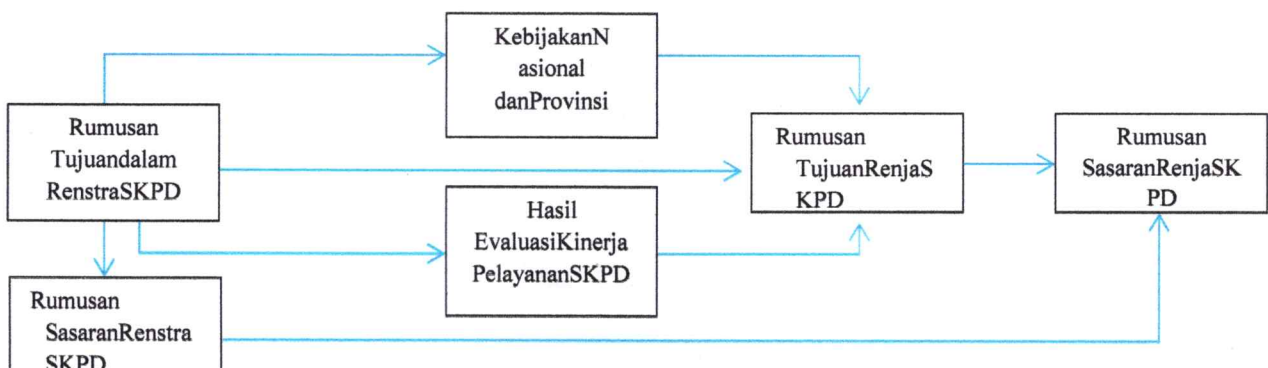 KebijakanN
asional
danProvinsi
Rumusan
Tujuandalam
RenstraSKPD
Rumusan
TujuanRenjaS
KPD
Rumusan
SasaranRenjaSK
PD
Hasil
EvaluasiKinerja
PelayananSKPD
Rumusan
SasaranRenstra
SKPD